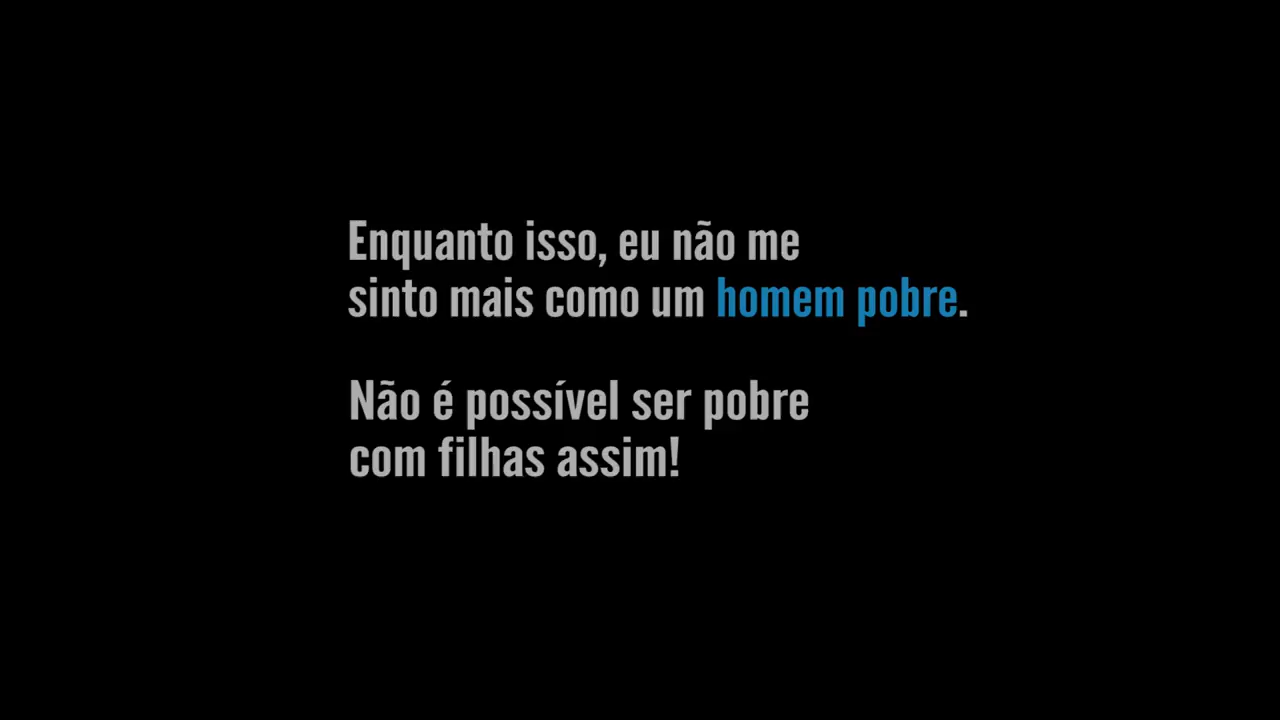 Enquanto isso, eu não me
sinto mais como um homem pobre.
Não é possível ser pobre
com filhas assim!